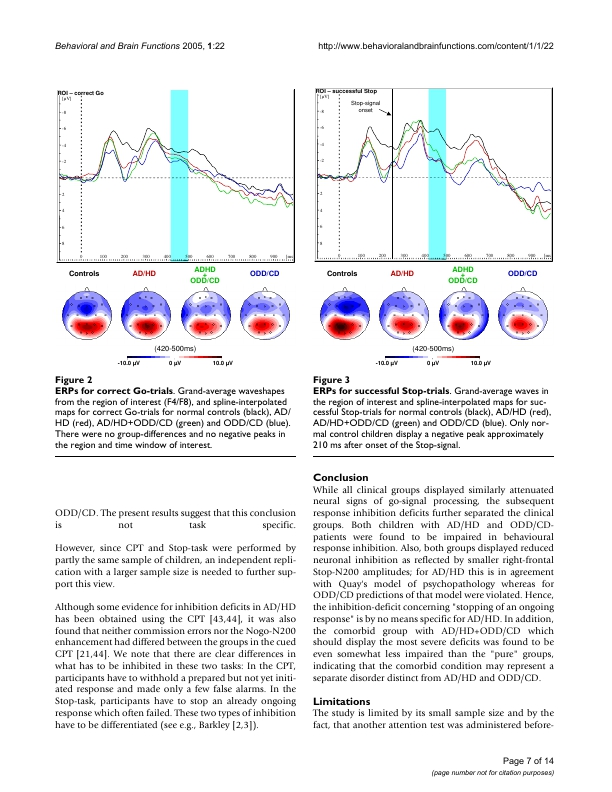 Behavioral and Brain Functions 2005, 1:22
http://www.behavioralandbrainfunctions.com/content/1/1/22
ROI – correct Go
[µV]
-8
-6
-4
-2
0
2
4
6
8
0 100 200 300 400 500 600 700 800 900 [ms]
Controls
AD/HD
ADHD
+
ODD/CD
ODD/CD
(420-500ms)
-10.0 µV 0 µV 10.0 µV
Figure 2
ERPs for correct Go-trials. Grand-average waveshapes
from the region of interest (F4/F8), and spline-interpolated
maps for correct Go-trials for normal controls (black), AD/
HD (red), AD/HD+ODD/CD (green) and ODD/CD (blue).
There were no group-differences and no negative peaks in
the region and time window of interest.
ROI – successful Stop
[µV]
Stop-signal
onset
-8
-6
-4
-2
0
2
4
6
8
0 100 200 300 400 500 600 700 800 900 [ms]
Controls
AD/HD
ADHD
+
ODD/CD
ODD/CD
(420-500ms)
-10.0 µV 0 µV 10.0 µV
Figure 3
ERPs for successful Stop-trials. Grand-average waves in
the region of interest and spline-interpolated maps for suc-
cessful Stop-trials for normal controls (black), AD/HD (red),
AD/HD+ODD/CD (green) and ODD/CD (blue). Only nor-
mal control children display a negative peak approximately
210 ms after onset of the Stop-signal.
ODD/CD. The present results suggest that this conclusion
is not task specific.
However, since CPT and Stop-task were performed by
partly the same sample of children, an independent repli-
cation with a larger sample size is needed to further sup-
port this view.
Although some evidence for inhibition deficits in AD/HD
has been obtained using the CPT [43,44], it was also
found that neither commission errors nor the Nogo-N200
enhancement had differed between the groups in the cued
CPT [21,44]. We note that there are clear differences in
what has to be inhibited in these two tasks: In the CPT,
participants have to withhold a prepared but not yet initi-
ated response and made only a few false alarms. In the
Stop-task, participants have to stop an already ongoing
response which often failed. These two types of inhibition
have to be differentiated (see e.g., Barkley [2,3]).
Conclusion
While all clinical groups displayed similarly attenuated
neural signs of go-signal processing, the subsequent
response inhibition deficits further separated the clinical
groups. Both children with AD/HD and ODD/CD-
patients were found to be impaired in behavioural
response inhibition. Also, both groups displayed reduced
neuronal inhibition as reflected by smaller right-frontal
Stop-N200 amplitudes; for AD/HD this is in agreement
with Quay's model of psychopathology whereas for
ODD/CD predictions of that model were violated. Hence,
the inhibition-deficit concerning "stopping of an ongoing
response" is by no means specific for AD/HD. In addition,
the comorbid group with AD/HD+ODD/CD which
should display the most severe deficits was found to be
even somewhat less impaired than the "pure" groups,
indicating that the comorbid condition may represent a
separate disorder distinct from AD/HD and ODD/CD.
Limitations
The study is limited by its small sample size and by the
fact, that another attention test was administered before-
Page 7 of 14
(page number not for citation purposes)